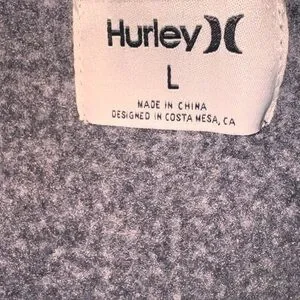 Hurley
L
MADE IN CHINA
DESIGNED IN COSTA MESA, CA